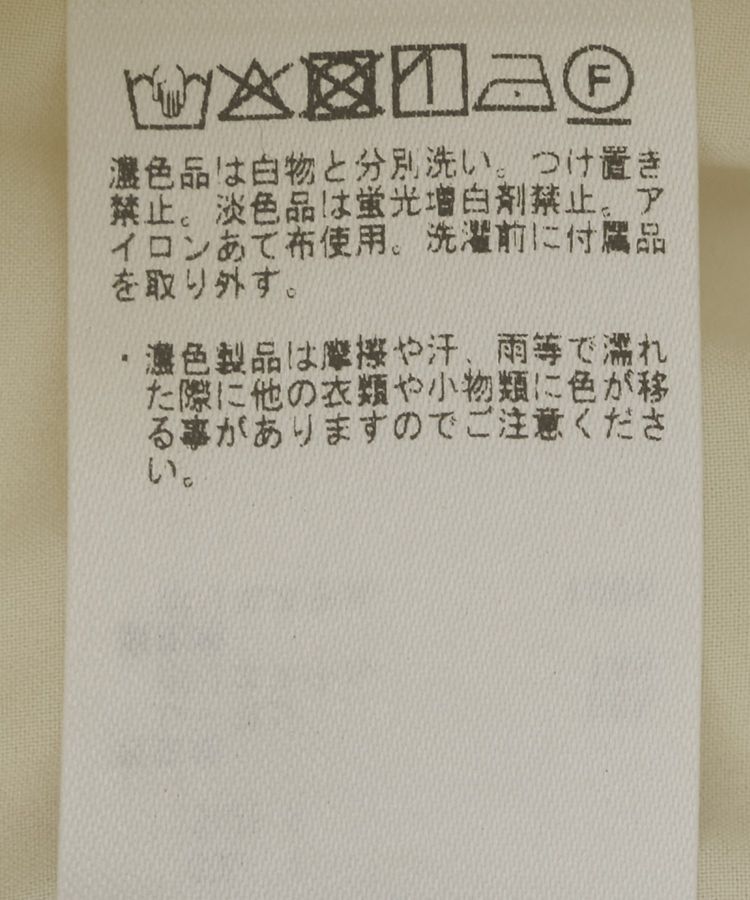 F
濃色品は白物と分別洗い。つけ置き
禁止。淡色品は蛍光増白剤禁止。ア
イロンあて布使用。洗濯前に付属品
を取り外す。
・濃色製品は摩擦や汗、雨等で濡れ
た際に他の衣類や小物類に色が移
る事がありますのでご注意くださ
い。